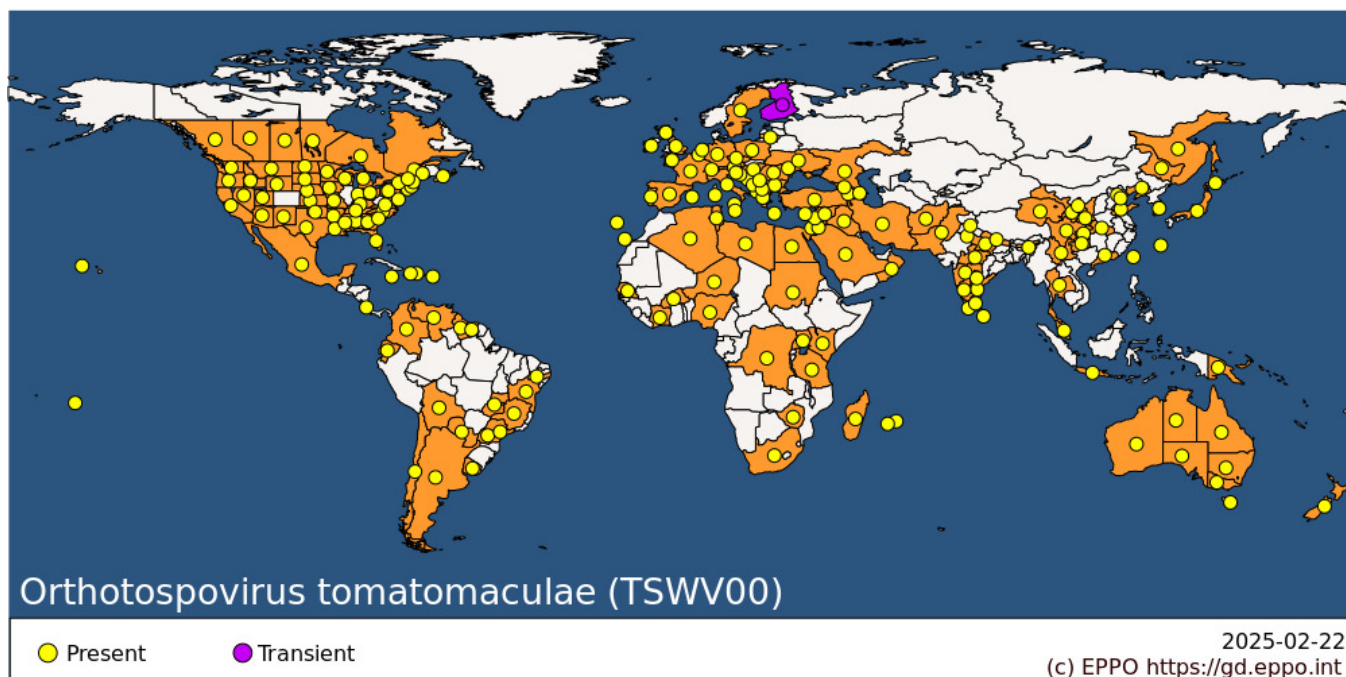 Orthotospovirus tomatomaculae (TSWV00)
Present
Transient
2025-02-22
(c) EPPO https://gd.eppo.int